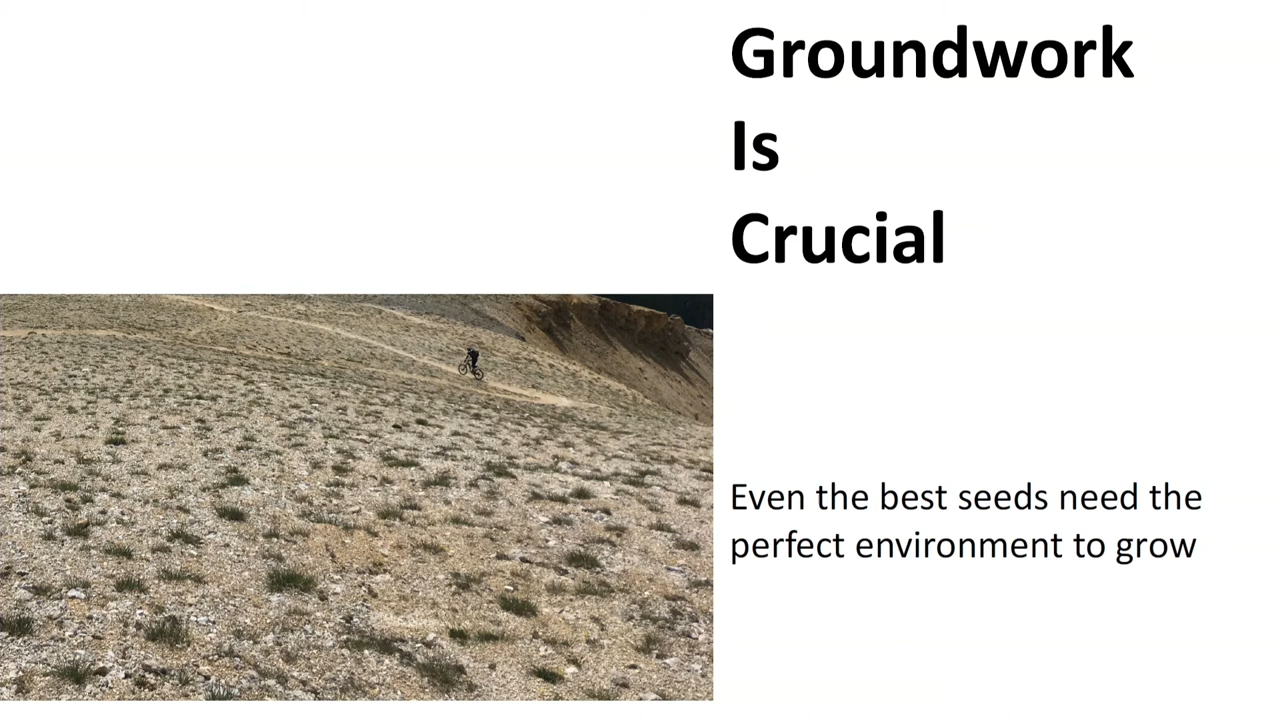 Groundwork
Is
Crucial
Even the best seeds need the
perfect environment to grow